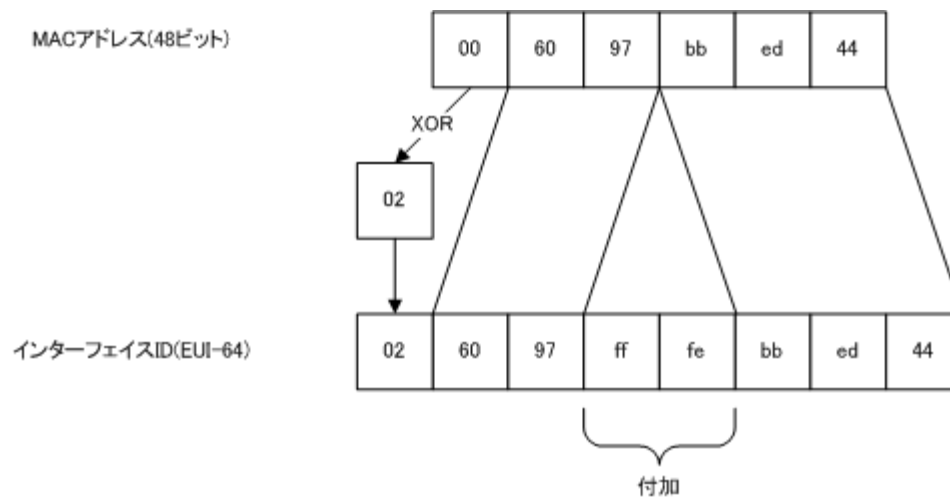 MACアドレス(48ビット)
00 60 97 bb ed 44
XOR
02
インターフェイスID(EUI-64)
02 60 97 ff fe bb ed 44
付加